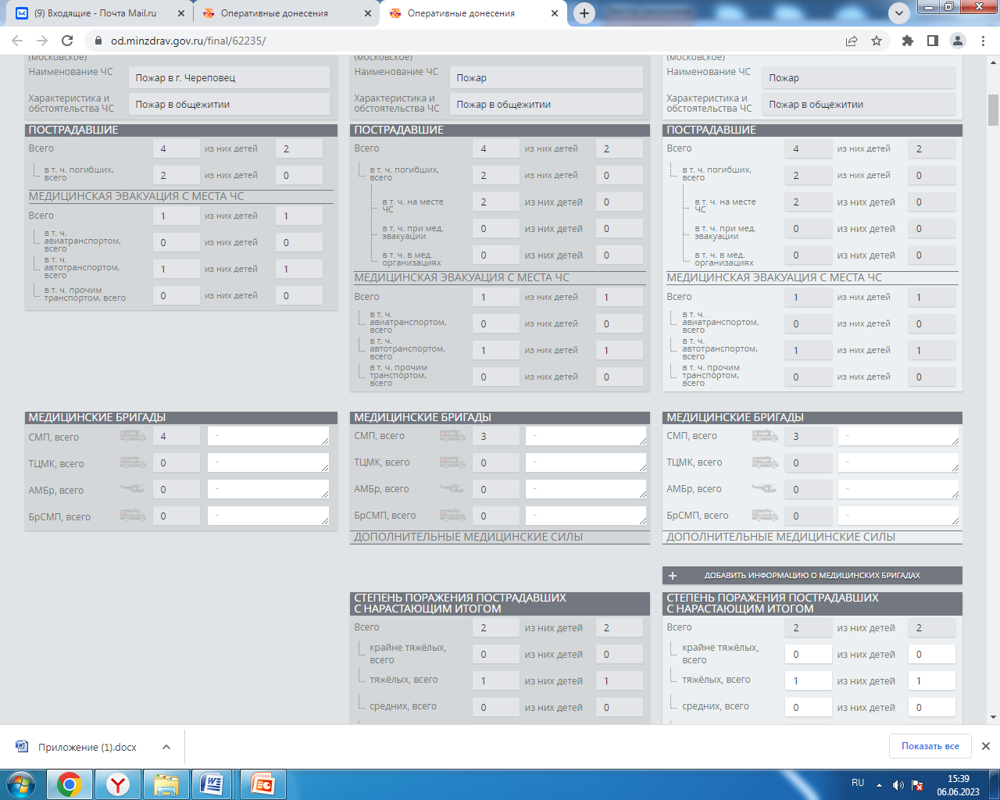 (9) Входящие - Почта Mail.ru
Оперативные донесения
Оперативные донесения
od.minzdrav.gov.ru/final/62235/
(московское)
Наименование ЧС Пожар в г. Череповец
Характеристика и
обстоятельства ЧС Пожар в общежитии
ПОСТРАДАВШИЕ
Всего 4 из них детей 2
в т. ч. погибших,
всего 2 из них детей 0
МЕДИЦИНСКАЯ ЭВАКУАЦИЯ С МЕСТА ЧС
Всего 1 из них детей 1
в т. ч.
авиатранспортом,
всего 0 из них детей 0
в т. ч.
автотранспортом,
всего 1 из них детей 1
в т. ч. прочим
транспортом, всего 0 из них детей 0
МЕДИЦИНСКИЕ БРИГАДЫ
СМП, всего 4 -
ТЦМК, всего 0 -
АМБр, всего 0 -
БрСМП, всего 0 -
(московское)
Наименование ЧС Пожар
Характеристика и
обстоятельства ЧС Пожар в общежитии
ПОСТРАДАВШИЕ
Всего 4 из них детей 2
в т. ч. погибших,
всего 2 из них детей 0
в т. ч. на месте
ЧС 2 из них детей 0
в т. ч. при мед.
эвакуации 0 из них детей 0
в т. ч. в мед.
организациях 0 из них детей 0
МЕДИЦИНСКАЯ ЭВАКУАЦИЯ С МЕСТА ЧС
Всего 1 из них детей 1
в т. ч.
авиатранспортом,
всего 0 из них детей 0
в т. ч.
автотранспортом,
всего 1 из них детей 1
в т. ч. прочим
транспортом,
всего 0 из них детей 0
МЕДИЦИНСКИЕ БРИГАДЫ
СМП, всего 3 -
ТЦМК, всего 0 -
АМБр, всего 0 -
БрСМП, всего 0 -
ДОПОЛНИТЕЛЬНЫЕ МЕДИЦИНСКИЕ СИЛЫ
СТЕПЕНЬ ПОРАЖЕНИЯ ПОСТРАДАВШИХ
С НАРАСТАЮЩИМ ИТОГОМ
Всего 2 из них детей 2
крайне тяжёлых,
всего 0 из них детей 0
тяжёлых, всего 1 из них детей 1
средних, всего 0 из них детей 0
(московское)
Наименование ЧС Пожар
Характеристика и
обстоятельства ЧС Пожар в общежитии
ПОСТРАДАВШИЕ
Всего 4 из них детей 2
в т. ч. погибших,
всего 2 из них детей 0
в т. ч. на месте
ЧС 2 из них детей 0
в т. ч. при мед.
эвакуации 0 из них детей 0
в т. ч. в мед.
организациях 0 из них детей 0
МЕДИЦИНСКАЯ ЭВАКУАЦИЯ С МЕСТА ЧС
Всего 1 из них детей 1
в т. ч.
авиатранспортом,
всего 0 из них детей 0
в т. ч.
автотранспортом,
всего 1 из них детей 1
в т. ч. прочим
транспортом,
всего 0 из них детей 0
МЕДИЦИНСКИЕ БРИГАДЫ
СМП, всего 3 -
ТЦМК, всего 0 -
АМБр, всего 0 -
БрСМП, всего 0 -
ДОПОЛНИТЕЛЬНЫЕ МЕДИЦИНСКИЕ СИЛЫ
+ ДОБАВИТЬ ИНФОРМАЦИЮ О МЕДИЦИНСКИХ БРИГАДАХ
СТЕПЕНЬ ПОРАЖЕНИЯ ПОСТРАДАВШИХ
С НАРАСТАЮЩИМ ИТОГОМ
Всего 2 из них детей 2
крайне тяжёлых,
всего 0 из них детей 0
тяжёлых, всего 1 из них детей 1
средних, всего 0 из них детей 0
Приложение (1).docx
Показать все
RU
15:39
06.06.2023